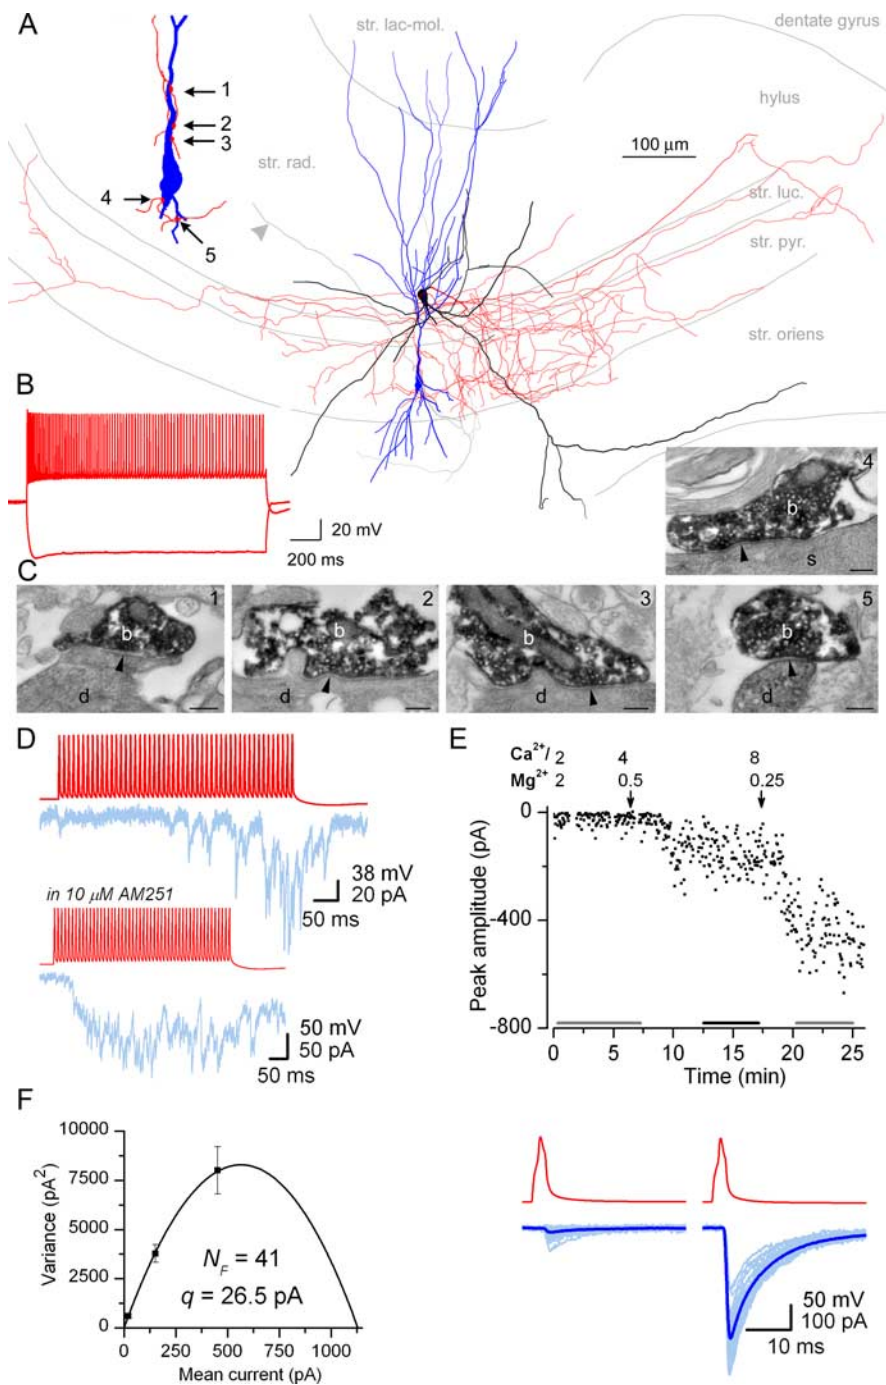 A
str. lac-mol.
dentate gyrus
1
2
3
4
5
hylus
100 µm
str. rad.
str. luc.
str. pyr.
str. oriens
B
20 mV
200 ms
4
b
s
C
1
b
d
2
b
d
3
b
d
5
b
d
D
38 mV
20 pA
50 ms
in 10 µM AM251
50 mV
50 pA
50 ms
E
Ca2+/ 2 4 8
Mg2+ 2 0.5 0.25
Peak amplitude (pA)
0
-400
-800
0 5 10 15 20 25
Time (min)
F
Variance (pA2)
10000
7500
5000
2500
0
NF = 41
q = 26.5 pA
0 250 500 750 1000
Mean current (pA)
50 mV
100 pA
10 ms